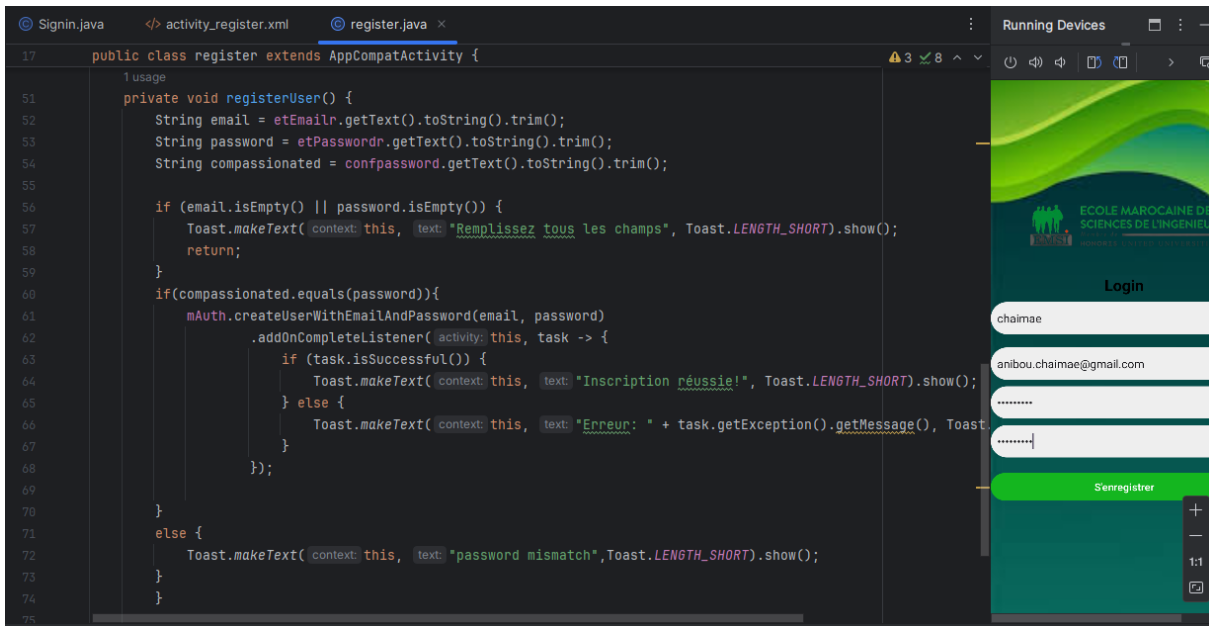 Signin.java activity_register.xml register.java Running Devices
17 public class register extends AppCompatActivity { 3 8
1 usage
51 private void registerUser() {
52 String email = etEmailr.getText().toString().trim();
53 String password = etPasswordr.getText().toString().trim();
54 String compassionated = confpassword.getText().toString().trim();
55
56 if (email.isEmpty() || password.isEmpty()) {
57 Toast.makeText( context: this, text: "Remplissez tous les champs", Toast.LENGTH_SHORT).show();
58 return;
59 }
60 if(compassionated.equals(password)){
61 mAuth.createUserWithEmailAndPassword(email, password)
62 .addOnCompleteListener( activity: this, task -> {
63 if (task.isSuccessful()) {
64 Toast.makeText( context: this, text: "Inscription réussie!", Toast.LENGTH_SHORT).show();
65 } else {
66 Toast.makeText( context: this, text: "Erreur: " + task.getException().getMessage(), Toast.
67 }
68 });
69
70 }
71 else {
72 Toast.makeText( context: this, text: "password mismatch",Toast.LENGTH_SHORT).show();
73 }
74 }
75
ECOLE MAROCAINE DE
SCIENCES DE L'INGENIEU
EMSI
Login
chaimae
anibou.chaimae@gmail.com
•••••••••
•••••••••
S'enregistrer
1:1